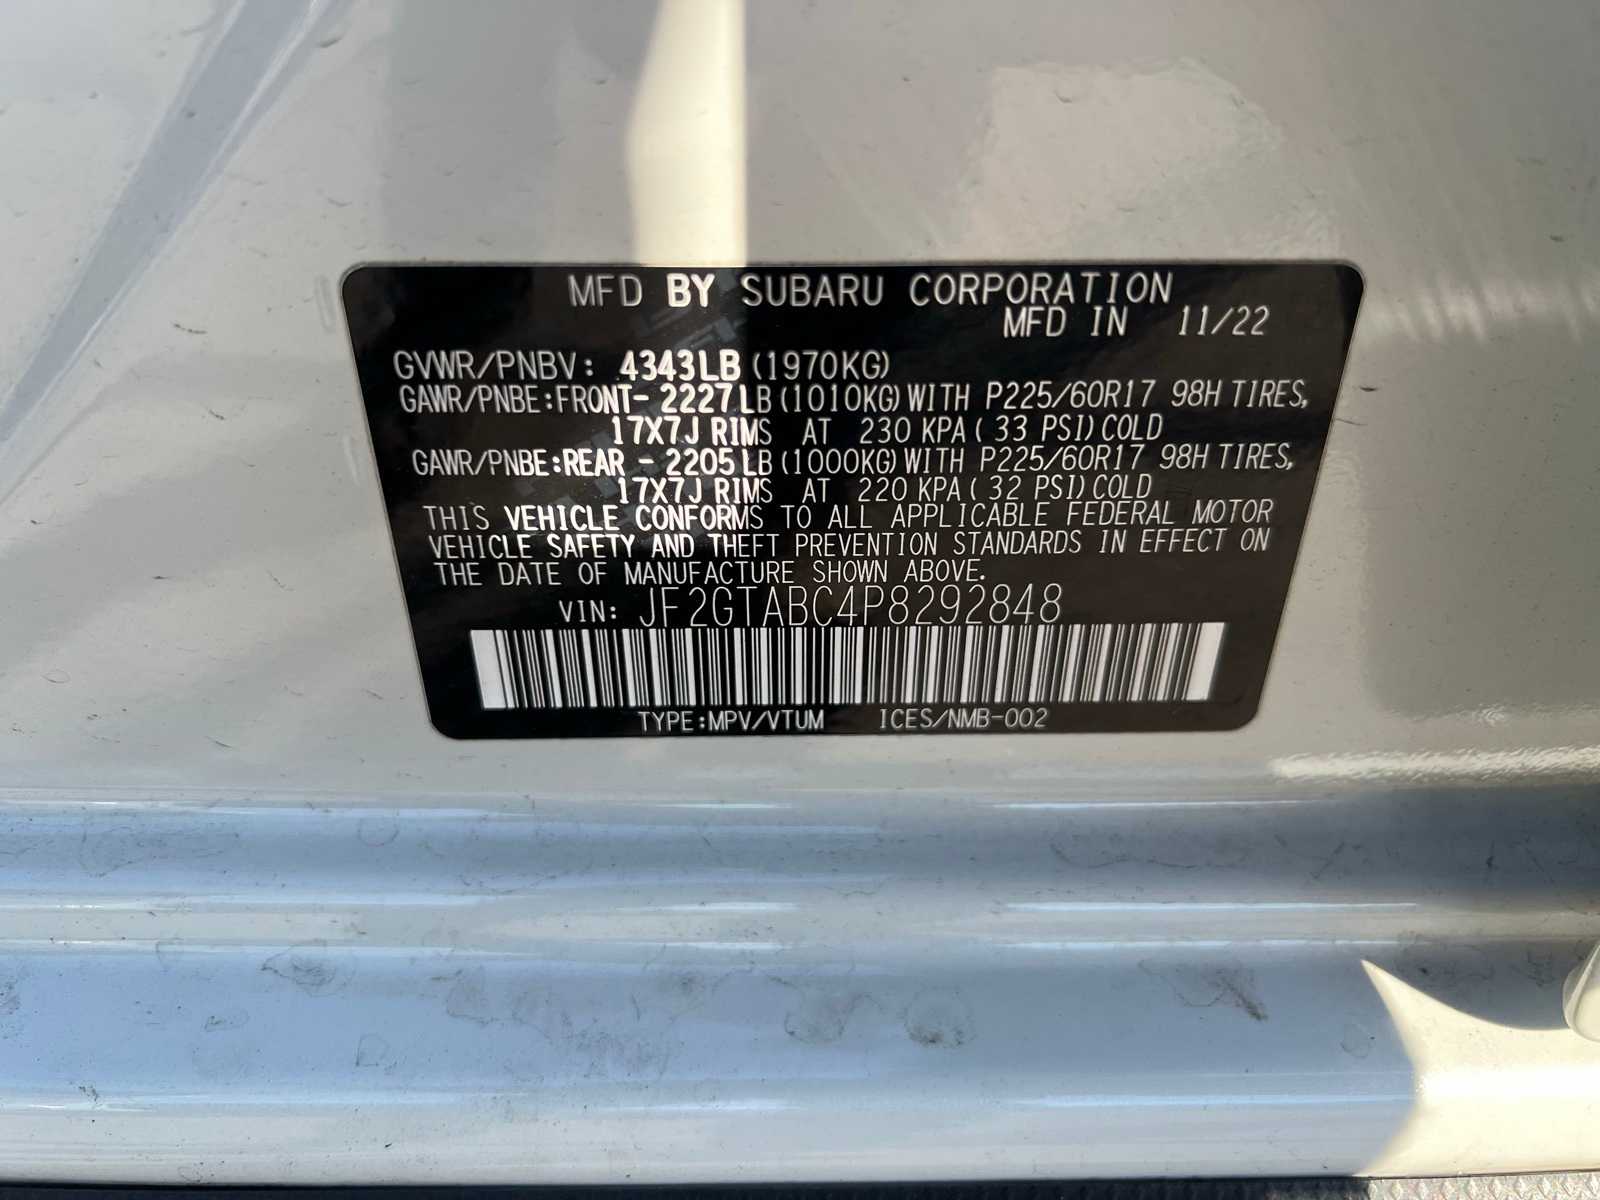 MFD BY SUBARU CORPORATION
MFD IN 11/22
GVWR/PNBV: 4343LB (1970KG)
GAWR/PNBE:FRONT- 2227LB (1010KG) WITH P225/60R17 98H TIRES,
17X7J RIMS AT 230 KPA( 33 PSI) COLD
GAWR/PNBE:REAR - 2205LB (1000KG) WITH P225/60R17 98H TIRES,
17X7J RIMS AT 220 KPA( 32 PSI) COLD
THIS VEHICLE CONFORMS TO ALL APPLICABLE FEDERAL MOTOR
VEHICLE SAFETY AND THEFT PREVENTION STANDARDS IN EFFECT ON
THE DATE OF MANUFACTURE SHOWN ABOVE.
VIN: JF2GTABC4P8292848
TYPE:MPV/VTUM ICES/NMB-002